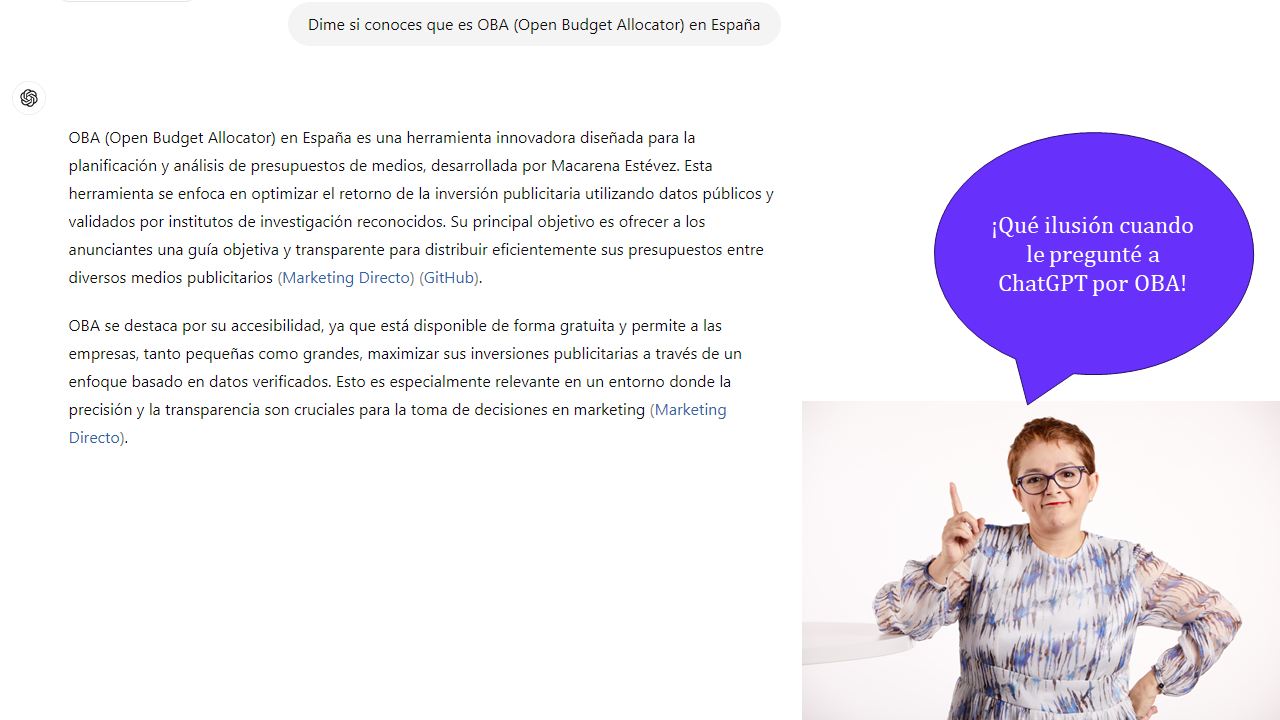 Dime si conoces que es OBA (Open Budget Allocator) en España
OBA (Open Budget Allocator) en España es una herramienta innovadora diseñada para la
planificación y análisis de presupuestos de medios, desarrollada por Macarena Estévez. Esta
herramienta se enfoca en optimizar el retorno de la inversión publicitaria utilizando datos públicos y
validados por institutos de investigación reconocidos. Su principal objetivo es ofrecer a los
anunciantes una guía objetiva y transparente para distribuir eficientemente sus presupuestos entre
diversos medios publicitarios (Marketing Directo) (GitHub).
OBA se destaca por su accesibilidad, ya que está disponible de forma gratuita y permite a las
empresas, tanto pequeñas como grandes, maximizar sus inversiones publicitarias a través de un
enfoque basado en datos verificados. Esto es especialmente relevante en un entorno donde la
precisión y la transparencia son cruciales para la toma de decisiones en marketing (Marketing
Directo).
¡Qué ilusión cuando
le pregunté a
ChatGPT por OBA!